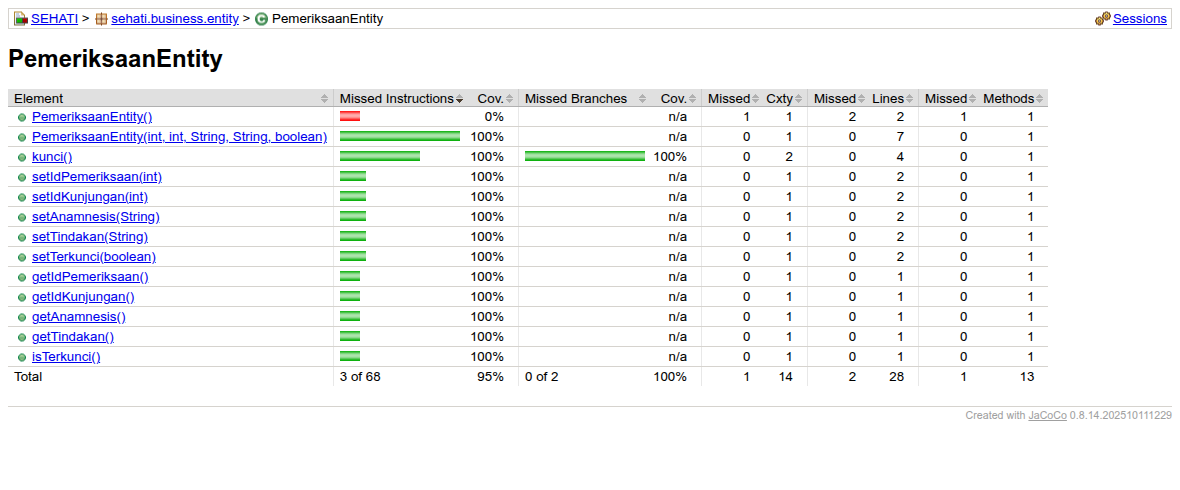 SEHATI > sehati.business.entity > PemeriksaanEntity Sessions
PemeriksaanEntity
Element Missed Instructions Cov. Missed Branches Cov. Missed Cxty Missed Lines Missed Methods
PemeriksaanEntity() 0% n/a 1 1 2 2 1 1
PemeriksaanEntity(int, int, String, String, boolean) 100% n/a 0 1 0 7 0 1
kunci() 100% 100% 0 2 0 4 0 1
setIdPemeriksaan(int) 100% n/a 0 1 0 2 0 1
setIdKunjungan(int) 100% n/a 0 1 0 2 0 1
setAnamnesis(String) 100% n/a 0 1 0 2 0 1
setTindakan(String) 100% n/a 0 1 0 2 0 1
setTerkunci(boolean) 100% n/a 0 1 0 2 0 1
getIdPemeriksaan() 100% n/a 0 1 0 1 0 1
getIdKunjungan() 100% n/a 0 1 0 1 0 1
getAnamnesis() 100% n/a 0 1 0 1 0 1
getTindakan() 100% n/a 0 1 0 1 0 1
isTerkunci() 100% n/a 0 1 0 1 0 1
Total 3 of 68 95% 0 of 2 100% 1 14 2 28 1 13
Created with JaCoCo 0.8.14.202510111229